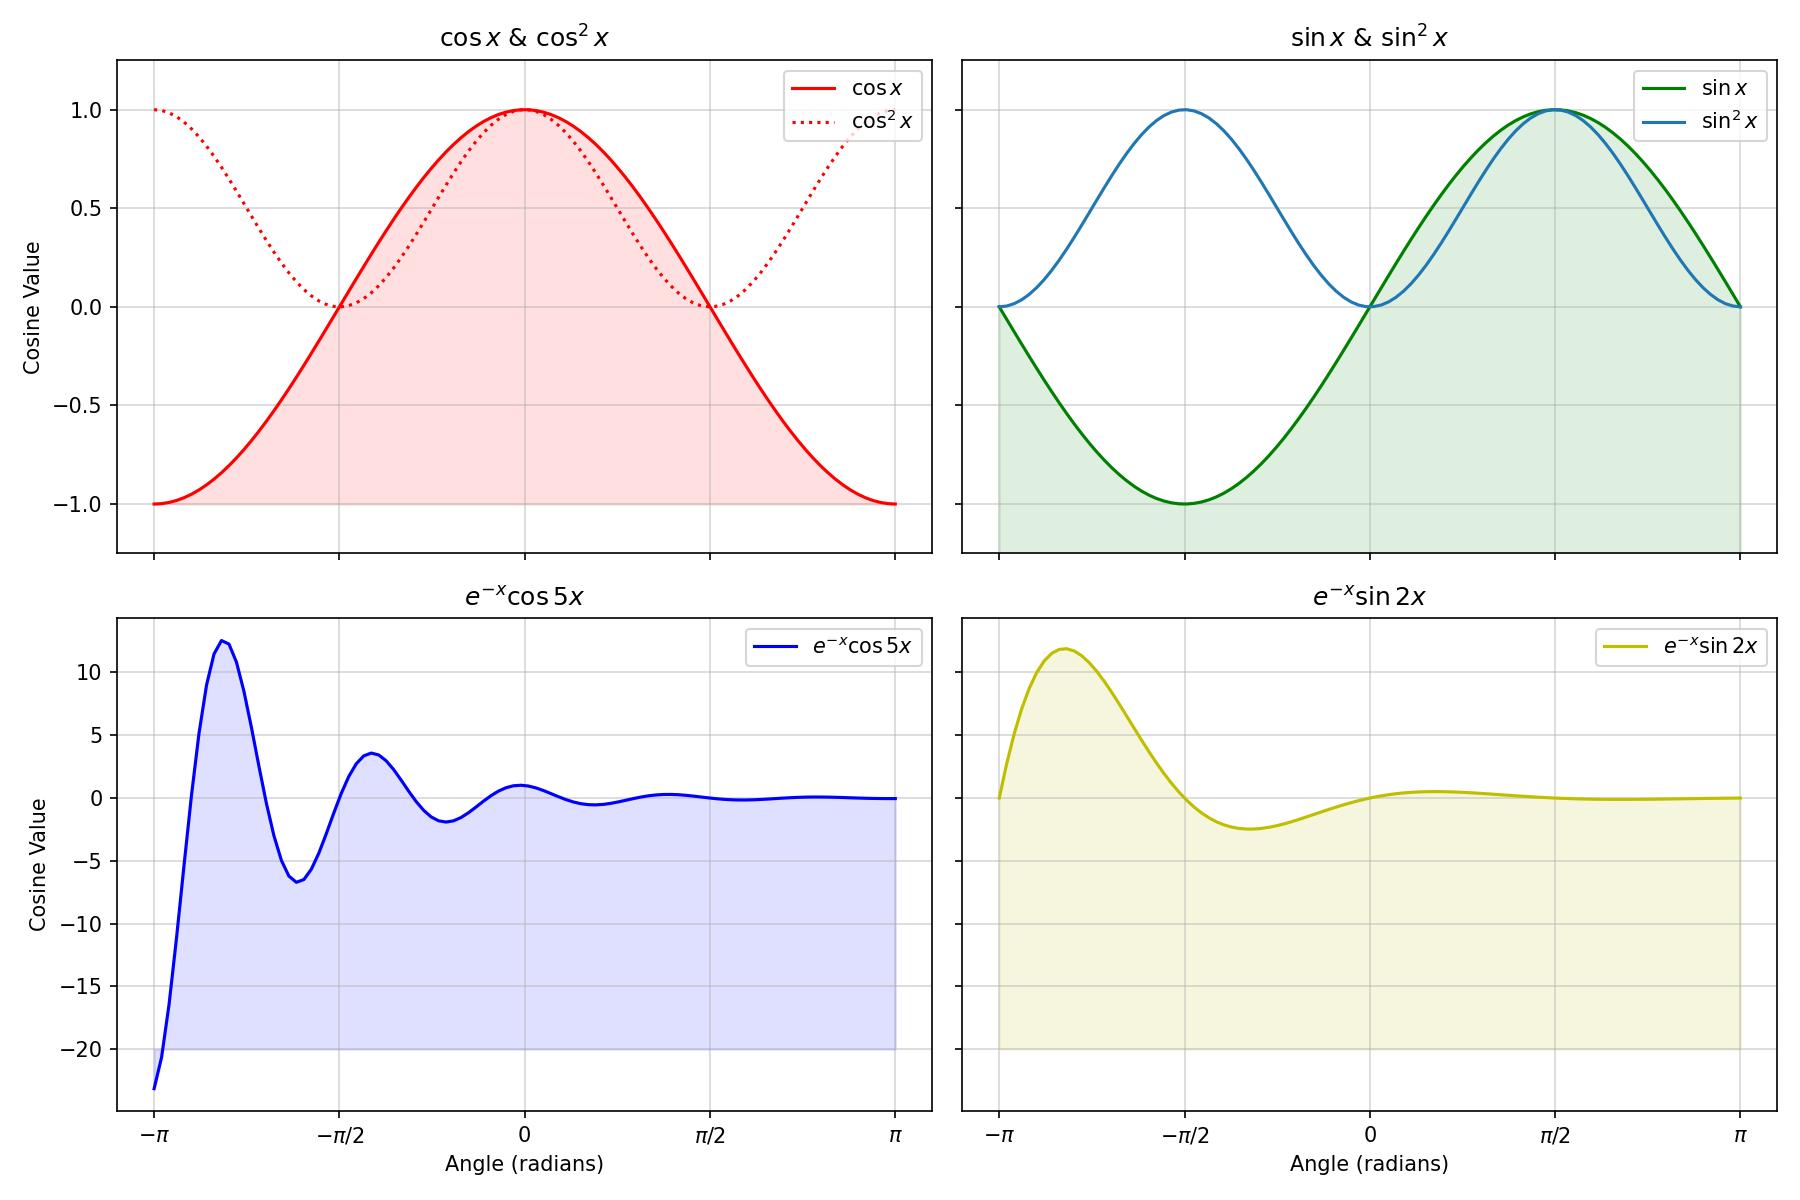 cos x & cos² x
cos x
cos² x
1.0
0.5
0.0
−0.5
−1.0
Cosine Value
sin x & sin² x
sin x
sin² x
e⁻ˣcos 5x
e⁻ˣcos 5x
10
5
0
−5
−10
−15
−20
Cosine Value
−π
−π/2
0
π/2
π
Angle (radians)
e⁻ˣsin 2x
e⁻ˣsin 2x
−π
−π/2
0
π/2
π
Angle (radians)